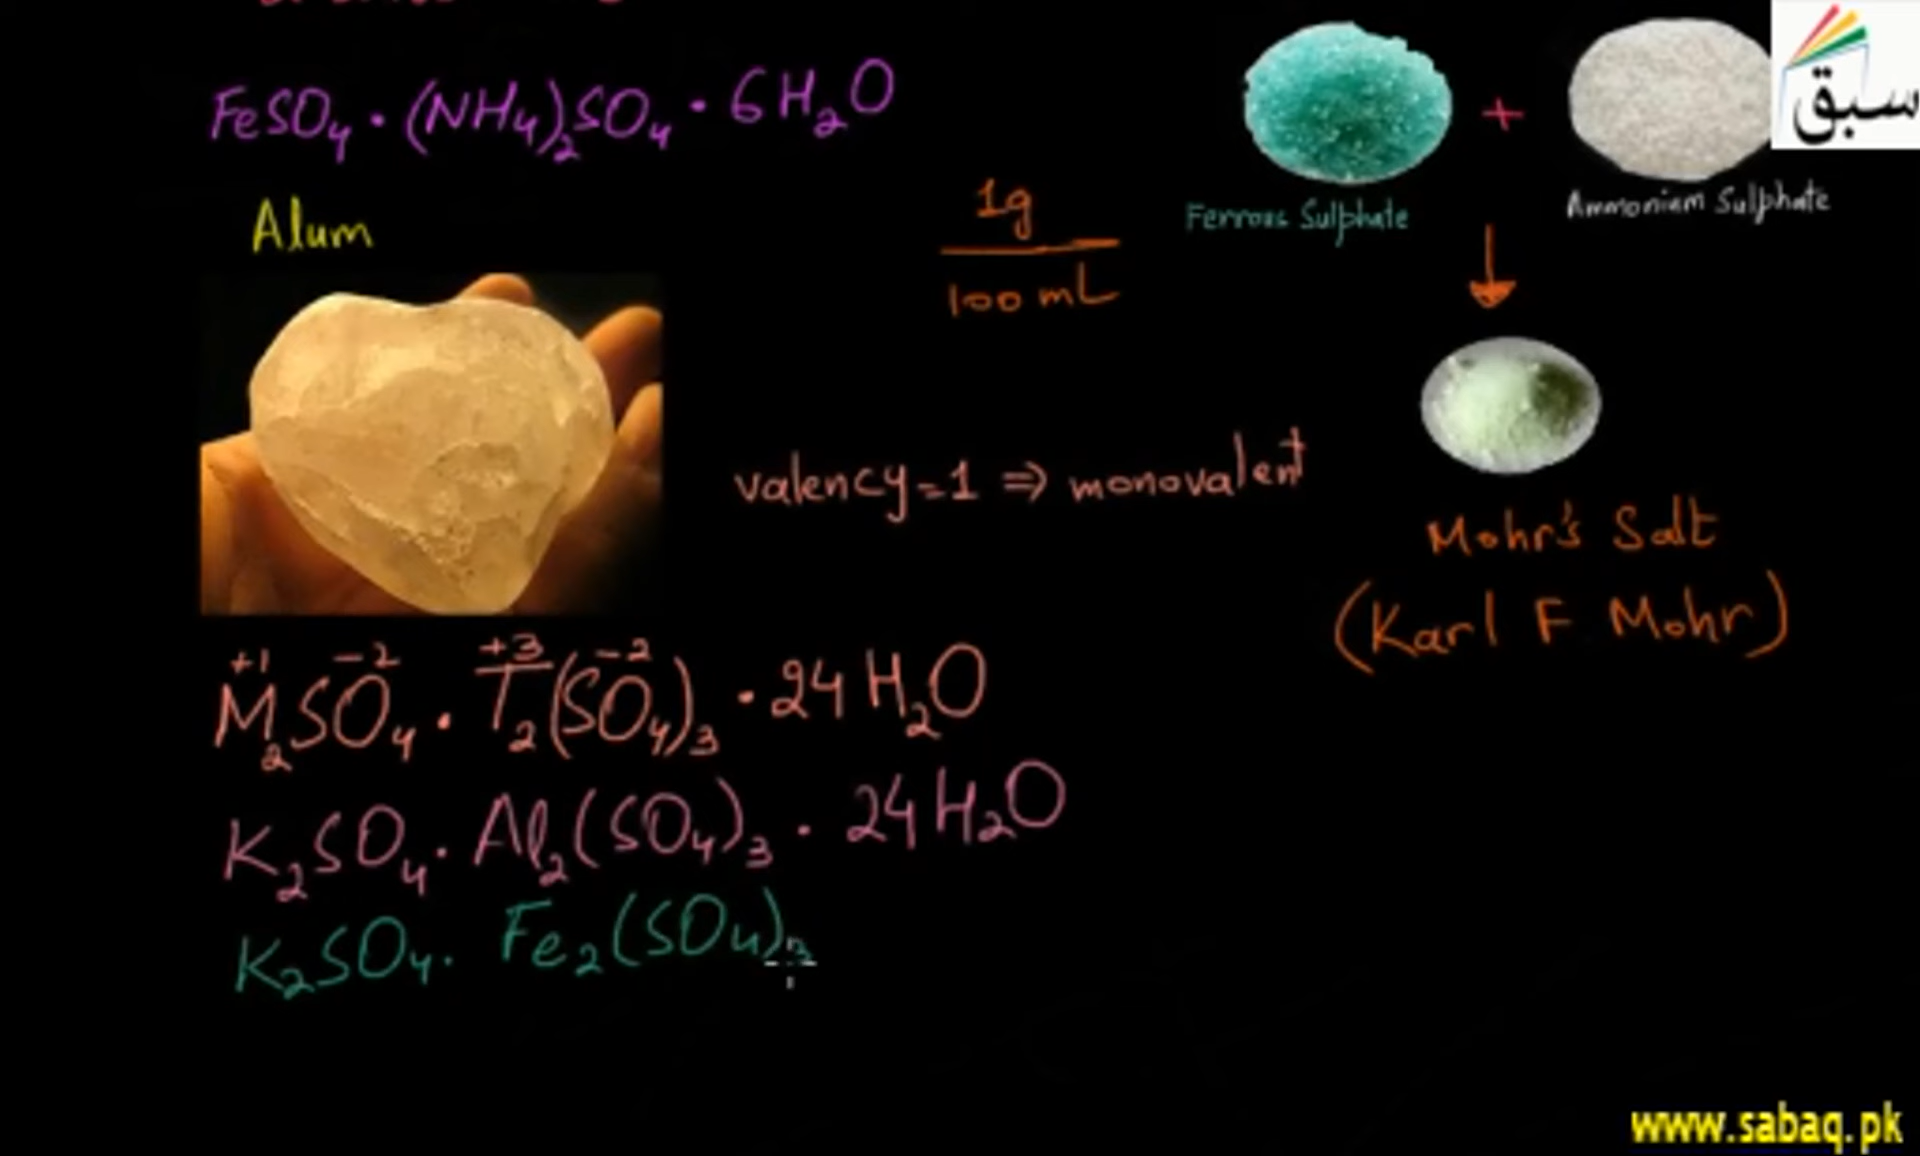 FeSO₄ · (NH₄)₂SO₄ · 6H₂O
سبق
Ferrous Sulphate
+
Ammonium Sulphate
Alum
1g
100 mL
valency = 1 ⇒ monovalent
Mohr's Salt
(Karl F Mohr)
+1 -2 +3 -2
M₂SO₄ · T₂(SO₄)₃ · 24H₂O
K₂SO₄ · Al₂(SO₄)₃ · 24H₂O
K₂SO₄ · Fe₂(SO₄)₃
www.sabaq.pk